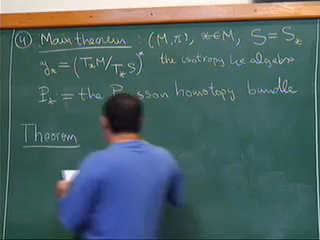 (4) Main theorem : (M, π), x ∈ M, S = Sₓ
𝔤ₓ = (TₓM/TₓS)* the isotropy Lie algebra
Pₓ = the Poisson homotopy bundle
Theorem